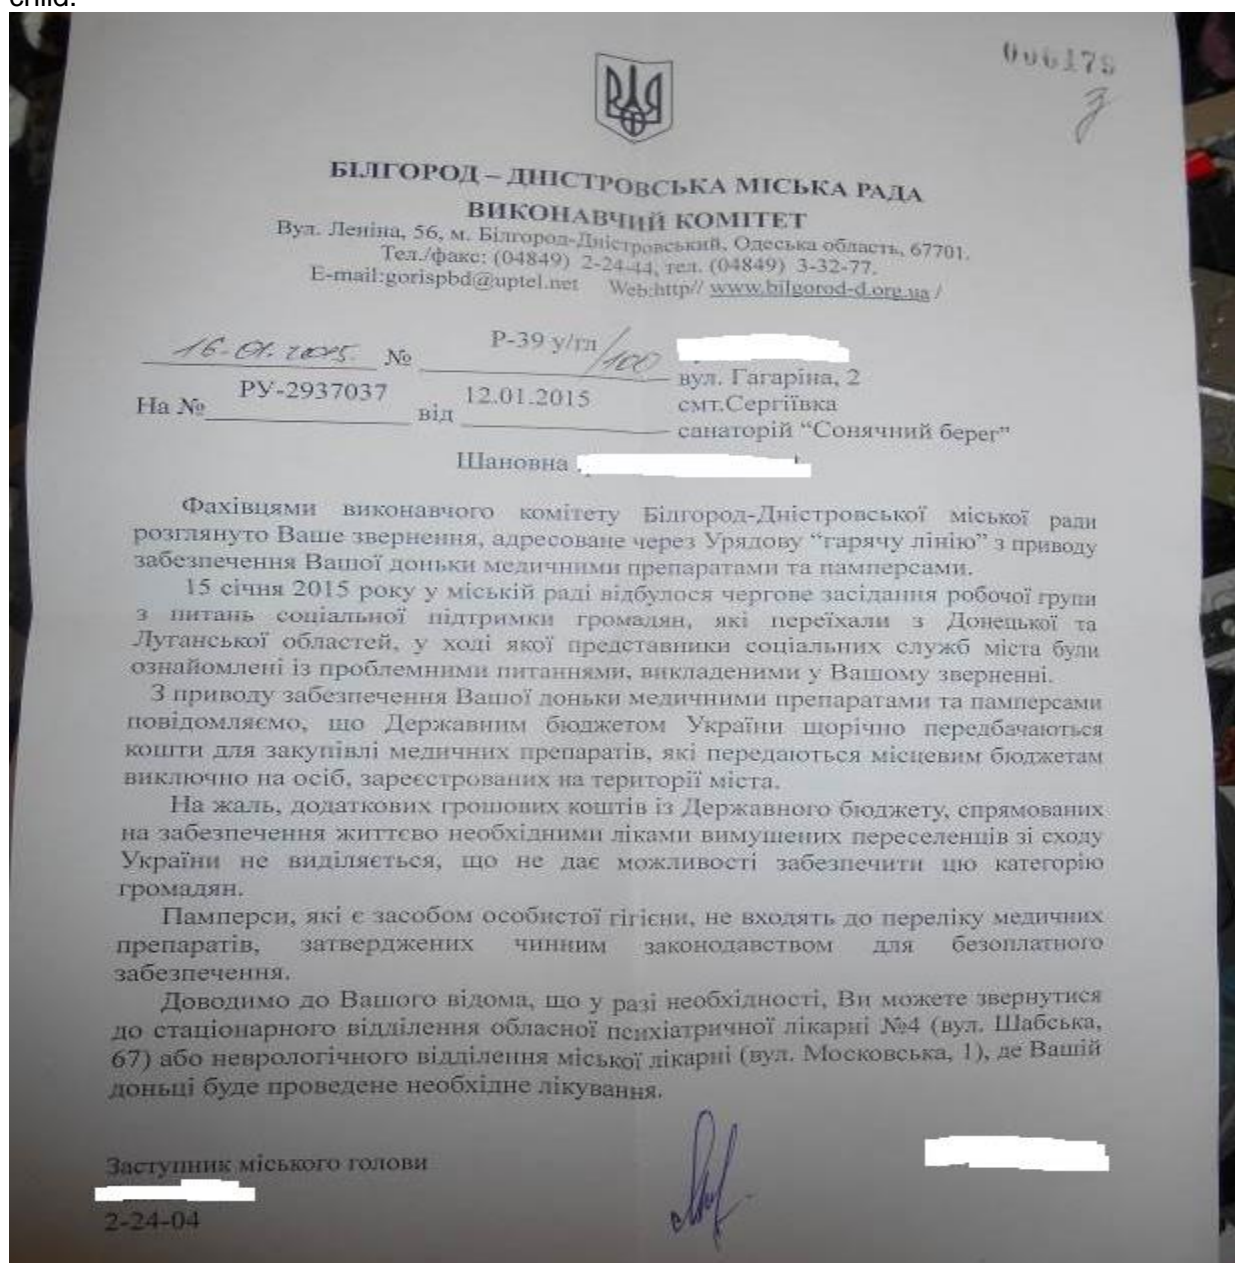 child.
006179
З
БІЛГОРОД – ДНІСТРОВСЬКА МІСЬКА РАДА
ВИКОНАВЧИЙ КОМІТЕТ
Вул. Леніна, 56, м. Білгород-Дністровський, Одеська область, 67701.
Тел./факс: (04849) 2-24-44, тел. (04849) 3-32-77.
E-mail:gorispbd@uptel.net Web:http// www.bilgorod-d.org.ua /
16-01.2015. № Р-39 у/гл/100
вул. Гагаріна, 2
На № РУ-2937037 від 12.01.2015
смт.Сергіївка
санаторій “Сонячний берег”
Шановна
Фахівцями виконавчого комітету Білгород-Дністровської міської ради
розглянуто Ваше звернення, адресоване через Урядову “гарячу лінію” з приводу
забезпечення Вашої доньки медичними препаратами та памперсами.
15 січня 2015 року у міській раді відбулося чергове засідання робочої групи
з питань соціальної підтримки громадян, які переїхали з Донецької та
Луганської областей, у ході якої представники соціальних служб міста були
ознайомлені із проблемними питаннями, викладеними у Вашому зверненні.
З приводу забезпечення Вашої доньки медичними препаратами та памперсами
повідомляємо, що Державним бюджетом України щорічно передбачаються
кошти для закупівлі медичних препаратів, які передаються місцевим бюджетам
виключно на осіб, зареєстрованих на території міста.
На жаль, додаткових грошових коштів із Державного бюджету, спрямованих
на забезпечення життєво необхідними ліками вимушених переселенців зі сходу
України не виділяється, що не дає можливості забезпечити цю категорію
громадян.
Памперси, які є засобом особистої гігієни, не входять до переліку медичних
препаратів, затверджених чинним законодавством для безоплатного
забезпечення.
Доводимо до Вашого відома, що у разі необхідності, Ви можете звернутися
до стаціонарного відділення обласної психіатричної лікарні №4 (вул. Шабська,
67) або неврологічного відділення міської лікарні (вул. Московська, 1), де Вашій
доньці буде проведене необхідне лікування.
Заступник міського голови
2-24-04